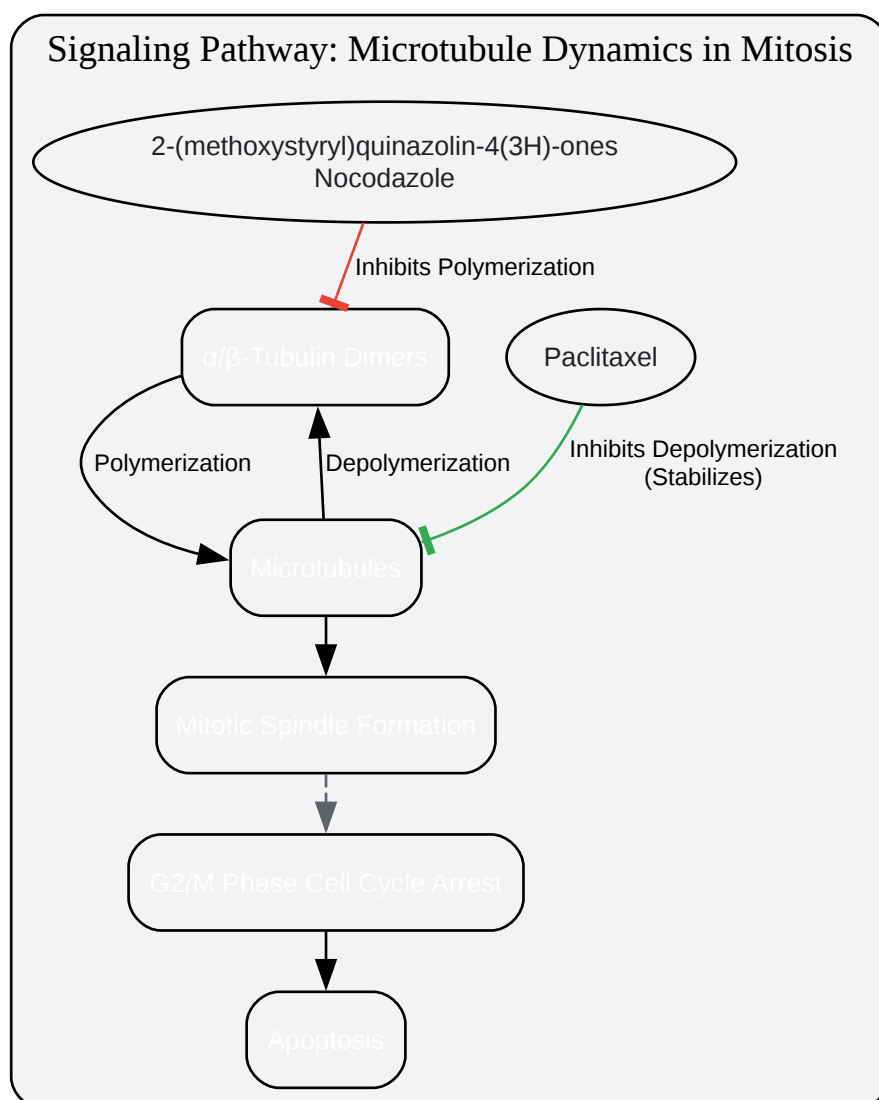 Signaling Pathway: Microtubule Dynamics in Mitosis
2-(methoxystyryl)quinazolin-4(3H)-ones
Nocodazole
Inhibits Polymerization
α/β-Tubulin Dimers
Paclitaxel
Polymerization
Depolymerization
Inhibits Depolymerization
(Stabilizes)
Microtubules
Mitotic Spindle Formation
G2/M Phase Cell Cycle Arrest
Apoptosis